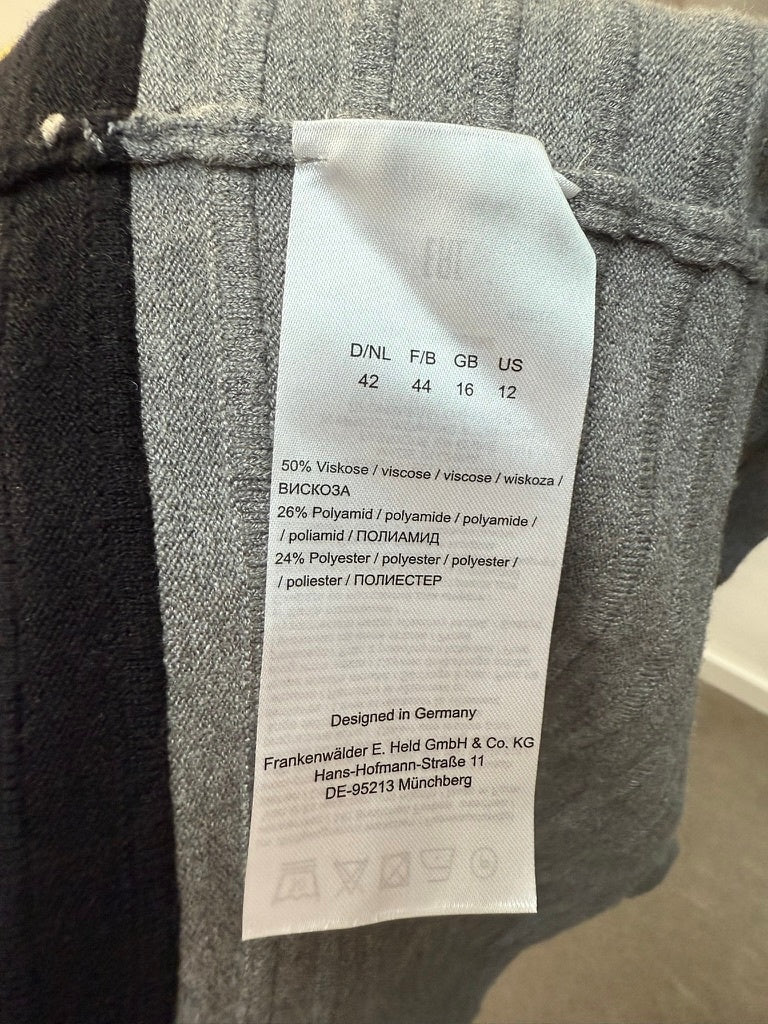 D/NL F/B GB US
42 44 16 12
50% Viskose / viscose / viscose / wiskoza /
ВИСКОЗА
26% Polyamid / polyamide / polyamide /
/ poliamid / ПОЛИАМИД
24% Polyester / polyester / polyester /
/ poliester / ПОЛИЕСТЕР
Designed in Germany
Frankenwälder E. Held GmbH & Co. KG
Hans-Hofmann-Straße 11
DE-95213 Münchberg